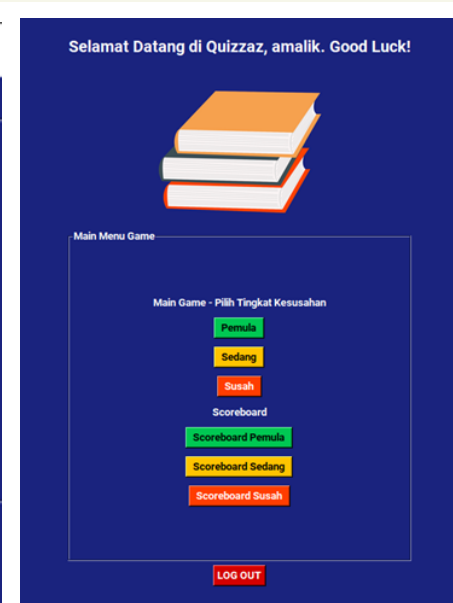 Selamat Datang di Quizzaz, amalik. Good Luck!
Main Menu Game
Main Game - Pilih Tingkat Kesusahan
Pemula
Sedang
Susah
Scoreboard
Scoreboard Pemula
Scoreboard Sedang
Scoreboard Susah
LOG OUT